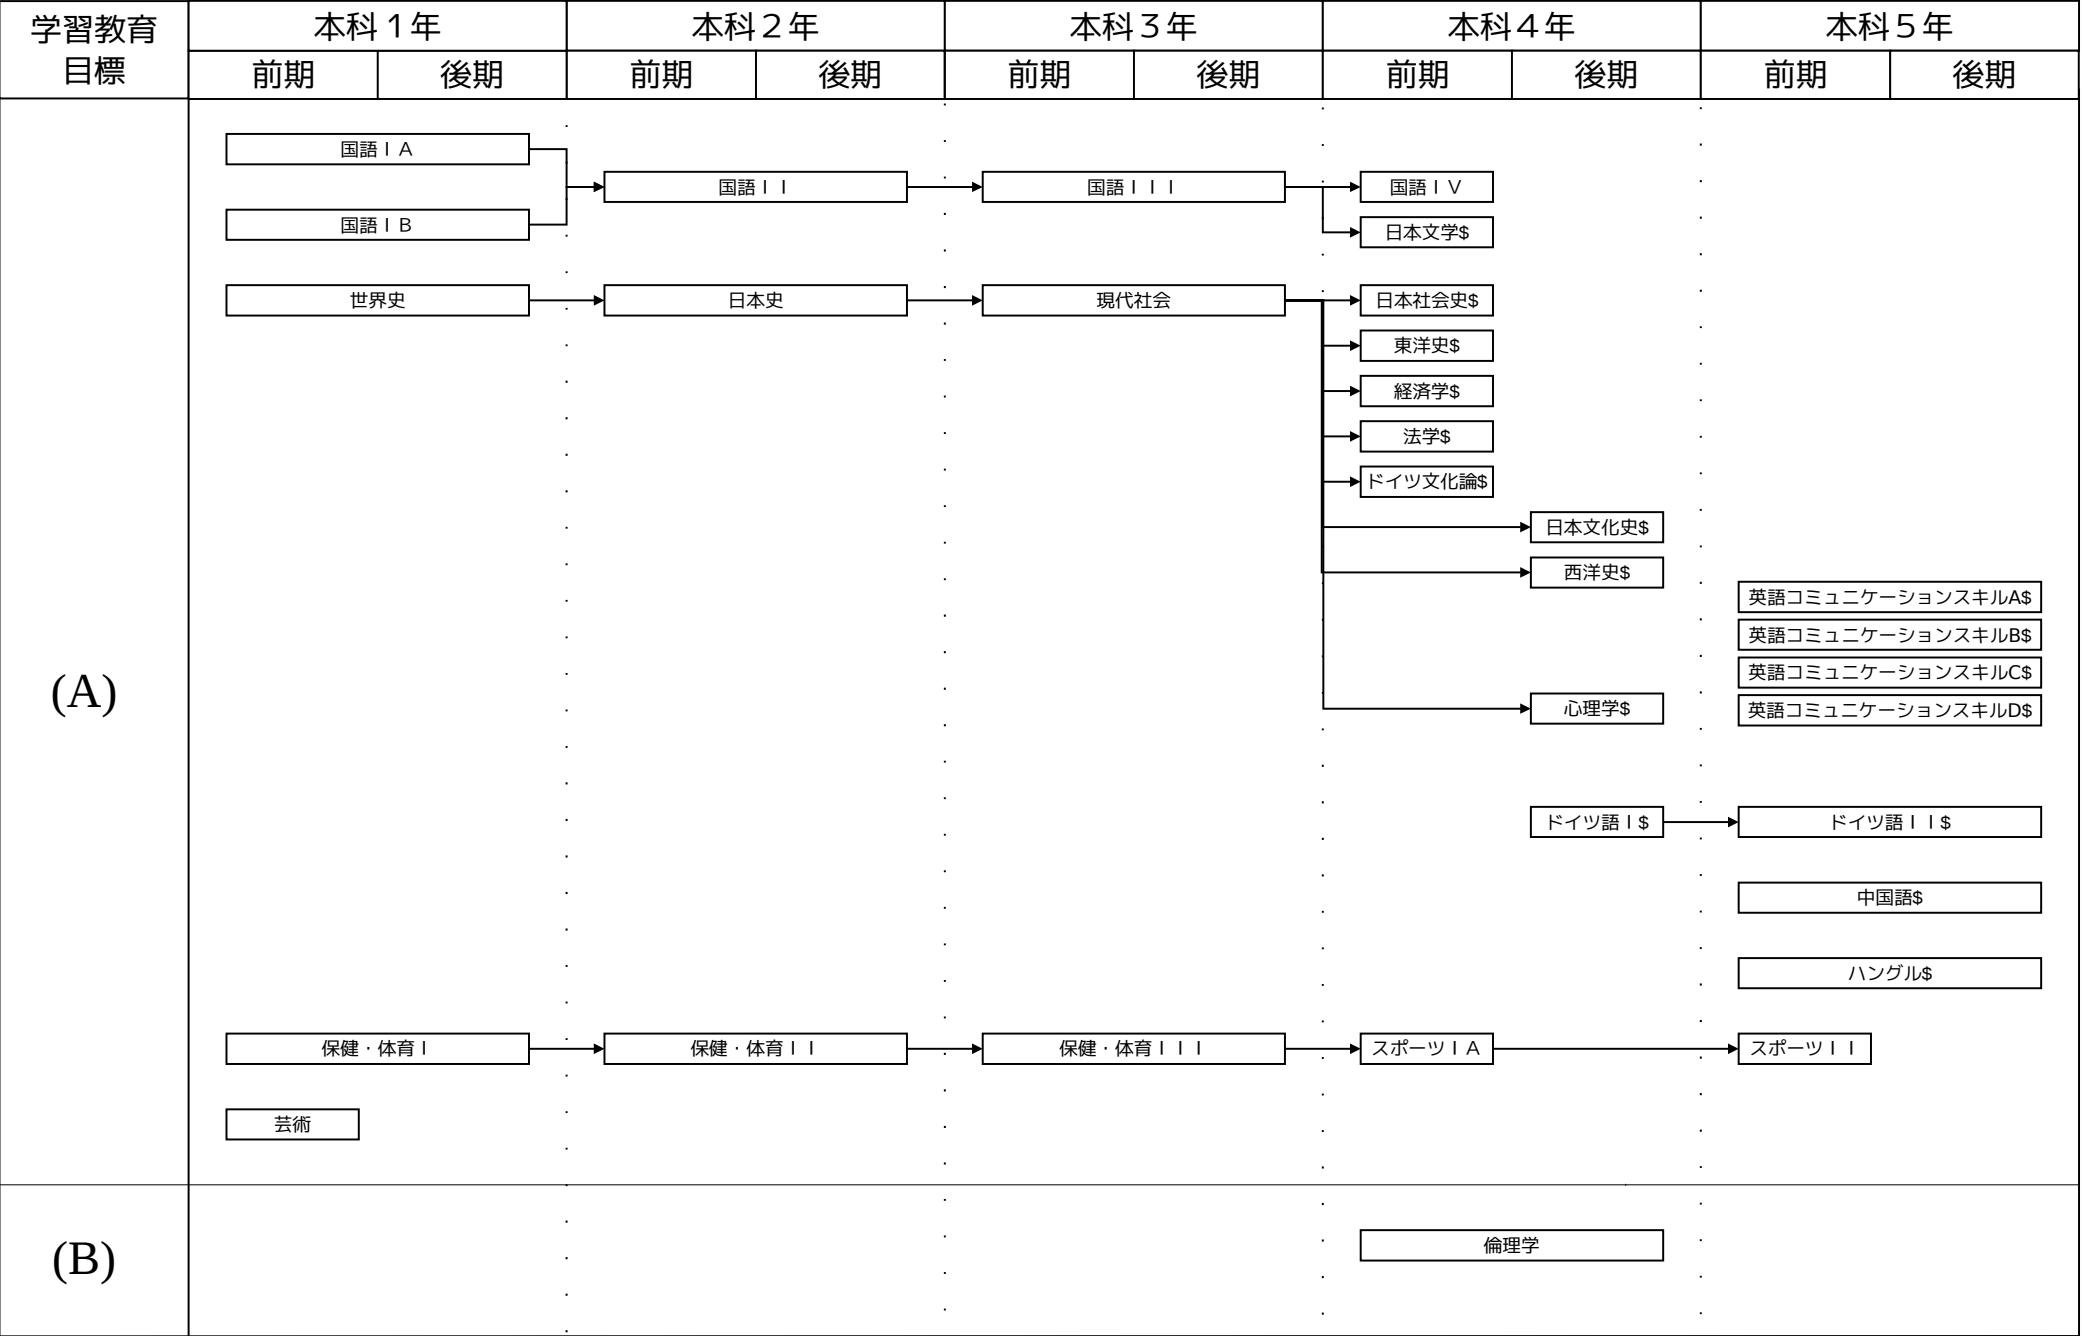 学習教育
目標
本科１年
本科２年
本科３年
本科４年
本科５年
前期
後期
前期
後期
前期
後期
前期
後期
前期
後期
(A)
国語ＩＡ
国語ＩＢ
国語ＩＩ
国語ＩＩＩ
国語ＩＶ
日本文学$
世界史
日本史
現代社会
日本社会史$
東洋史$
経済学$
法学$
ドイツ文化論$
日本文化史$
西洋史$
英語コミュニケーションスキルA$
英語コミュニケーションスキルB$
英語コミュニケーションスキルC$
英語コミュニケーションスキルD$
心理学$
ドイツ語Ｉ$
ドイツ語ＩＩ$
中国語$
ハングル$
保健・体育Ｉ
保健・体育ＩＩ
保健・体育ＩＩＩ
スポーツＩＡ
スポーツＩＩ
芸術
(B)
倫理学